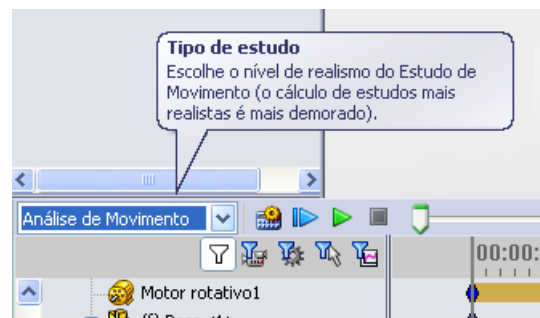 Tipo de estudo
Escolhe o nível de realismo do Estudo de
Movimento (o cálculo de estudos mais
realistas é mais demorado).
Análise de Movimento
00:00:
Motor rotativo1